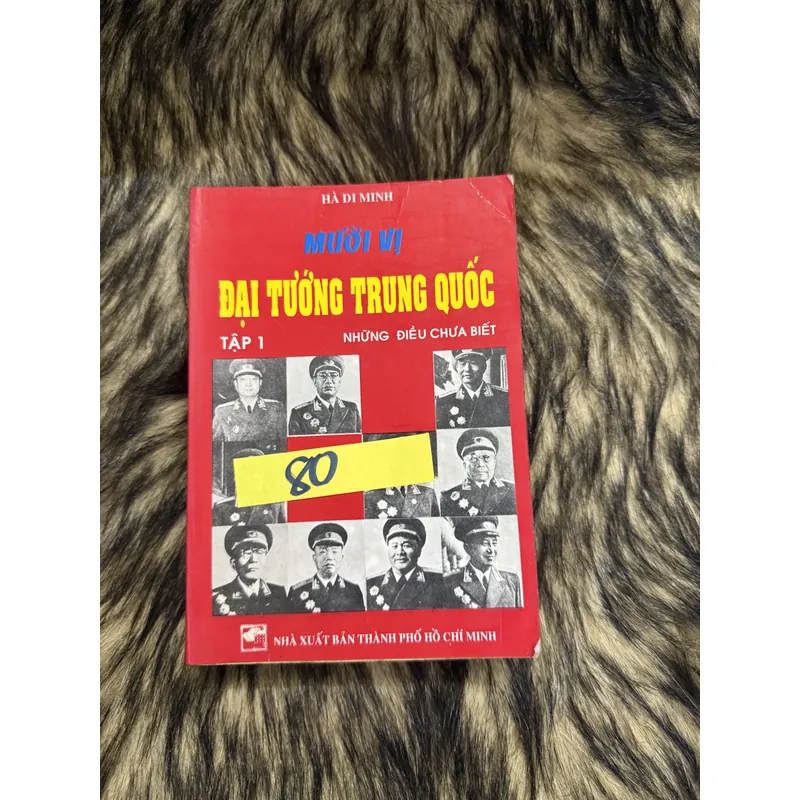 HÀ DI MINH
MƯỜI VỊ
ĐẠI TƯỚNG TRUNG QUỐC
TẬP 1 NHỮNG ĐIỀU CHƯA BIẾT
80
NHÀ XUẤT BẢN THÀNH PHỐ HỒ CHÍ MINH